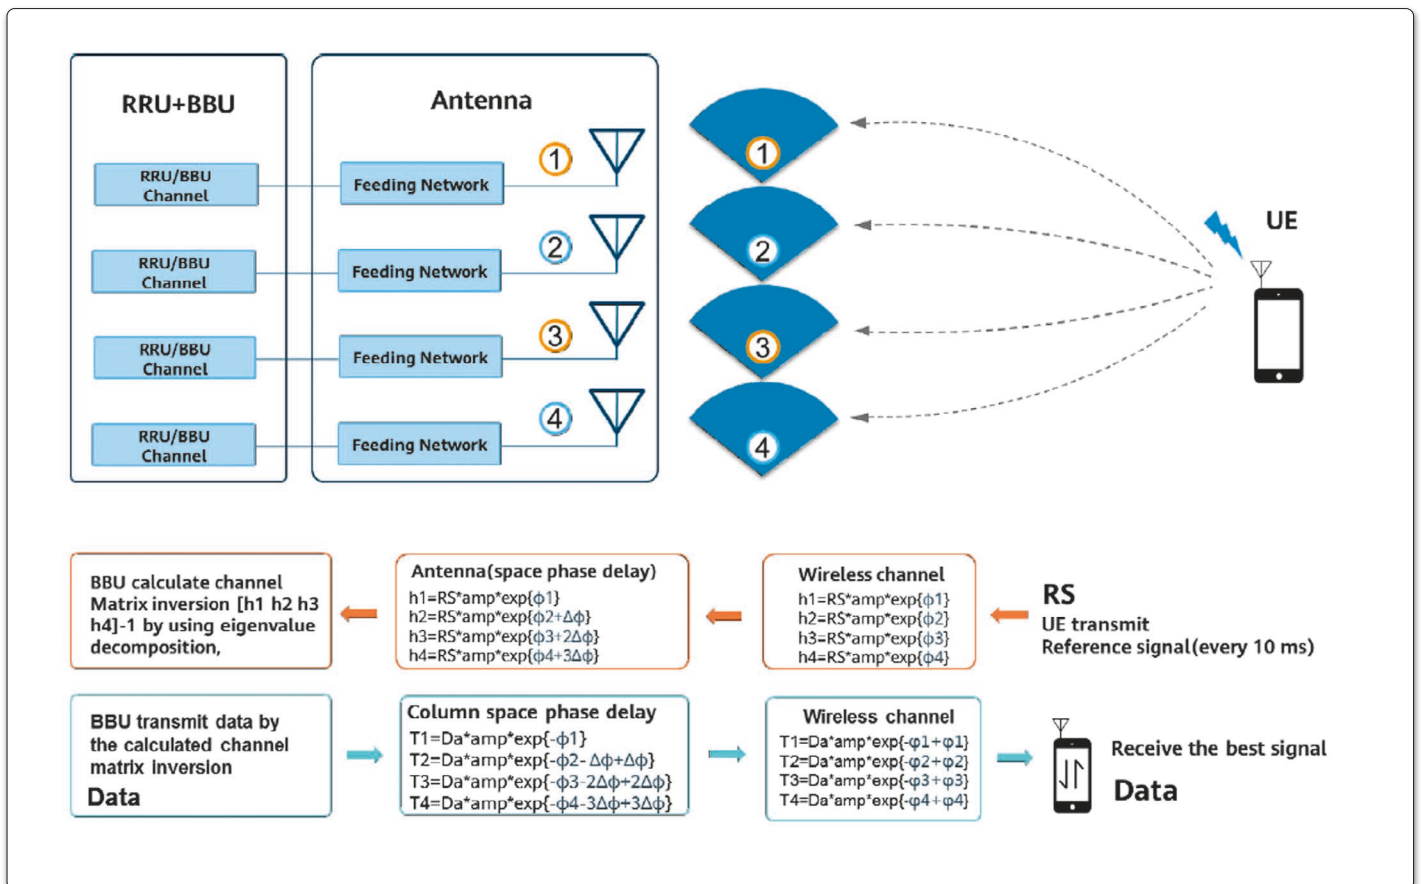 RRU+BBU
Antenna
RRU/BBU
Channel
Feeding Network
1
1
RRU/BBU
Channel
Feeding Network
2
2
RRU/BBU
Channel
Feeding Network
3
3
RRU/BBU
Channel
Feeding Network
4
4
UE
BBU calculate channel
Matrix inversion [h1 h2 h3
h4]-1 by using eigenvalue
decomposition,
Antenna(space phase delay)
h1=RS*amp*exp{ϕ1}
h2=RS*amp*exp{ϕ2+Δϕ}
h3=RS*amp*exp{ϕ3+2Δϕ}
h4=RS*amp*exp{ϕ4+3Δϕ}
Wireless channel
h1=RS*amp*exp{ϕ1}
h2=RS*amp*exp{ϕ2}
h3=RS*amp*exp{ϕ3}
h4=RS*amp*exp{ϕ4}
RS
UE transmit
Reference signal(every 10 ms)
BBU transmit data by
the calculated channel
matrix inversion
Data
Column space phase delay
T1=Da*amp*exp{-ϕ1}
T2=Da*amp*exp{-ϕ2- Δϕ+Δϕ}
T3=Da*amp*exp{-ϕ3-2Δϕ+2Δϕ}
T4=Da*amp*exp{-ϕ4-3Δϕ+3Δϕ}
Wireless channel
T1=Da*amp*exp{-φ1+φ1}
T2=Da*amp*exp{-φ2+φ2}
T3=Da*amp*exp{-φ3+φ3}
T4=Da*amp*exp{-φ4+φ4}
Receive the best signal
Data